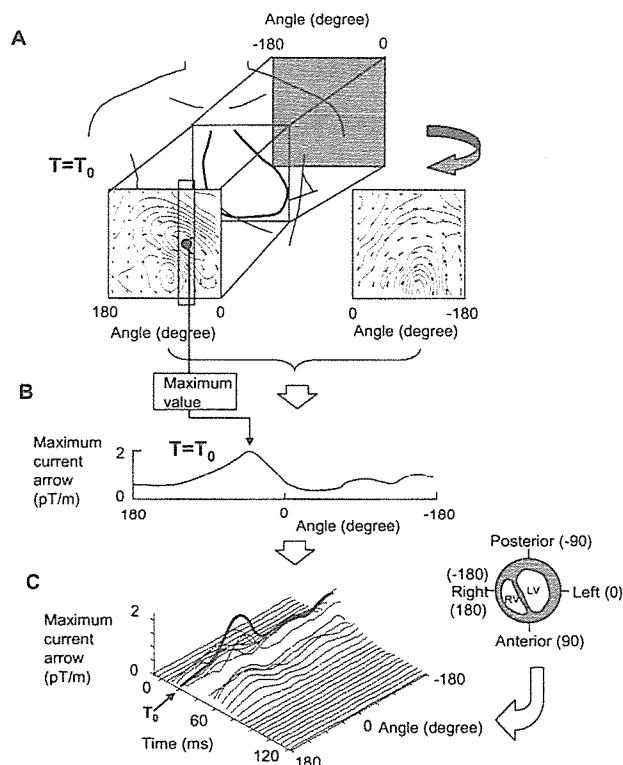 A
Angle (degree)
-180 0
T=T0
180 0
Angle (degree)
0 -180
Angle (degree)
B
Maximum
value
Maximum
current
arrow
(pT/m)
2
0
T=T0
180 0 -180
Angle (degree)
C
Maximum
current
arrow
(pT/m)
2
0
0
T0
60
120
Time (ms)
180
0
-180
Angle (degree)
Posterior (-90)
(-180)
Right
(180)
RV
LV
Left (0)
Anterior (90)